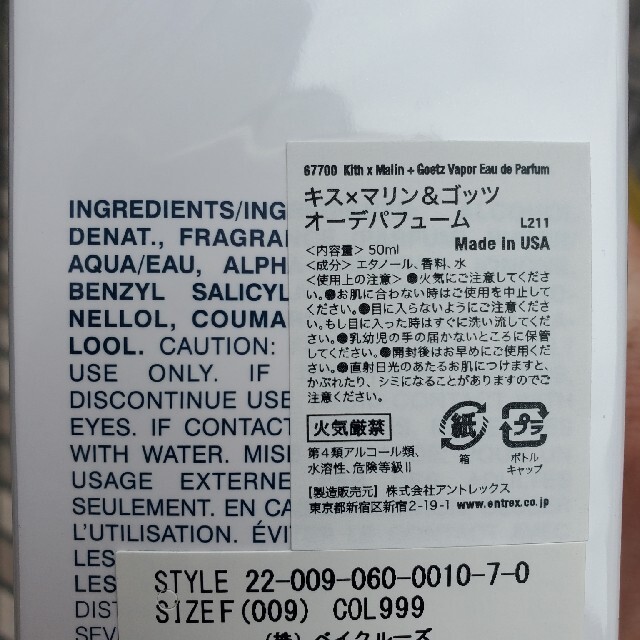 67700 Kith x Malin + Goetz Vapor Eau de Parfum
キス×マリン&ゴッツ
オーデパフューム
L211
Made in USA
<内容量> 50ml
<成分> エタノール、香料、水
<使用上の注意> ●火気にご注意してくださ
い。●お肌に合わない時はご使用を中止して
ください。●目に入らないようにご注意くださ
い。もし目に入った時はすぐに洗い流してくだ
さい。●乳幼児の手の届かないところに保管
してください。●開封後はお早めにご使用くだ
さい。●直射日光のあたるお肌につけますと、
かぶれたり、シミになることがありますのでご
注意ください。
火気厳禁
第4類アルコール類、
水溶性、危険等級II
紙
箱
プラ
ボトル
キャップ
【製造販売元】 株式会社アントレックス
東京都新宿区新宿2-19-1 www.entrex.co.jp
INGREDIENTS/ING
DENAT., FRAGRA
AQUA/EAU, ALPH
BENZYL SALICYL
NELLOL, COUMA
LOOL. CAUTION:
USE ONLY. IF
DISCONTINUE USE
EYES. IF CONTACT
WITH WATER. MIS
USAGE EXTERNE
SEULEMENT. EN CA
L'UTILISATION. ÉVI
LES
LES
DIST
SEV
STYLE 22-009-060-0010-7-0
SIZEF(009) COL999
(株)ベイクルーズ